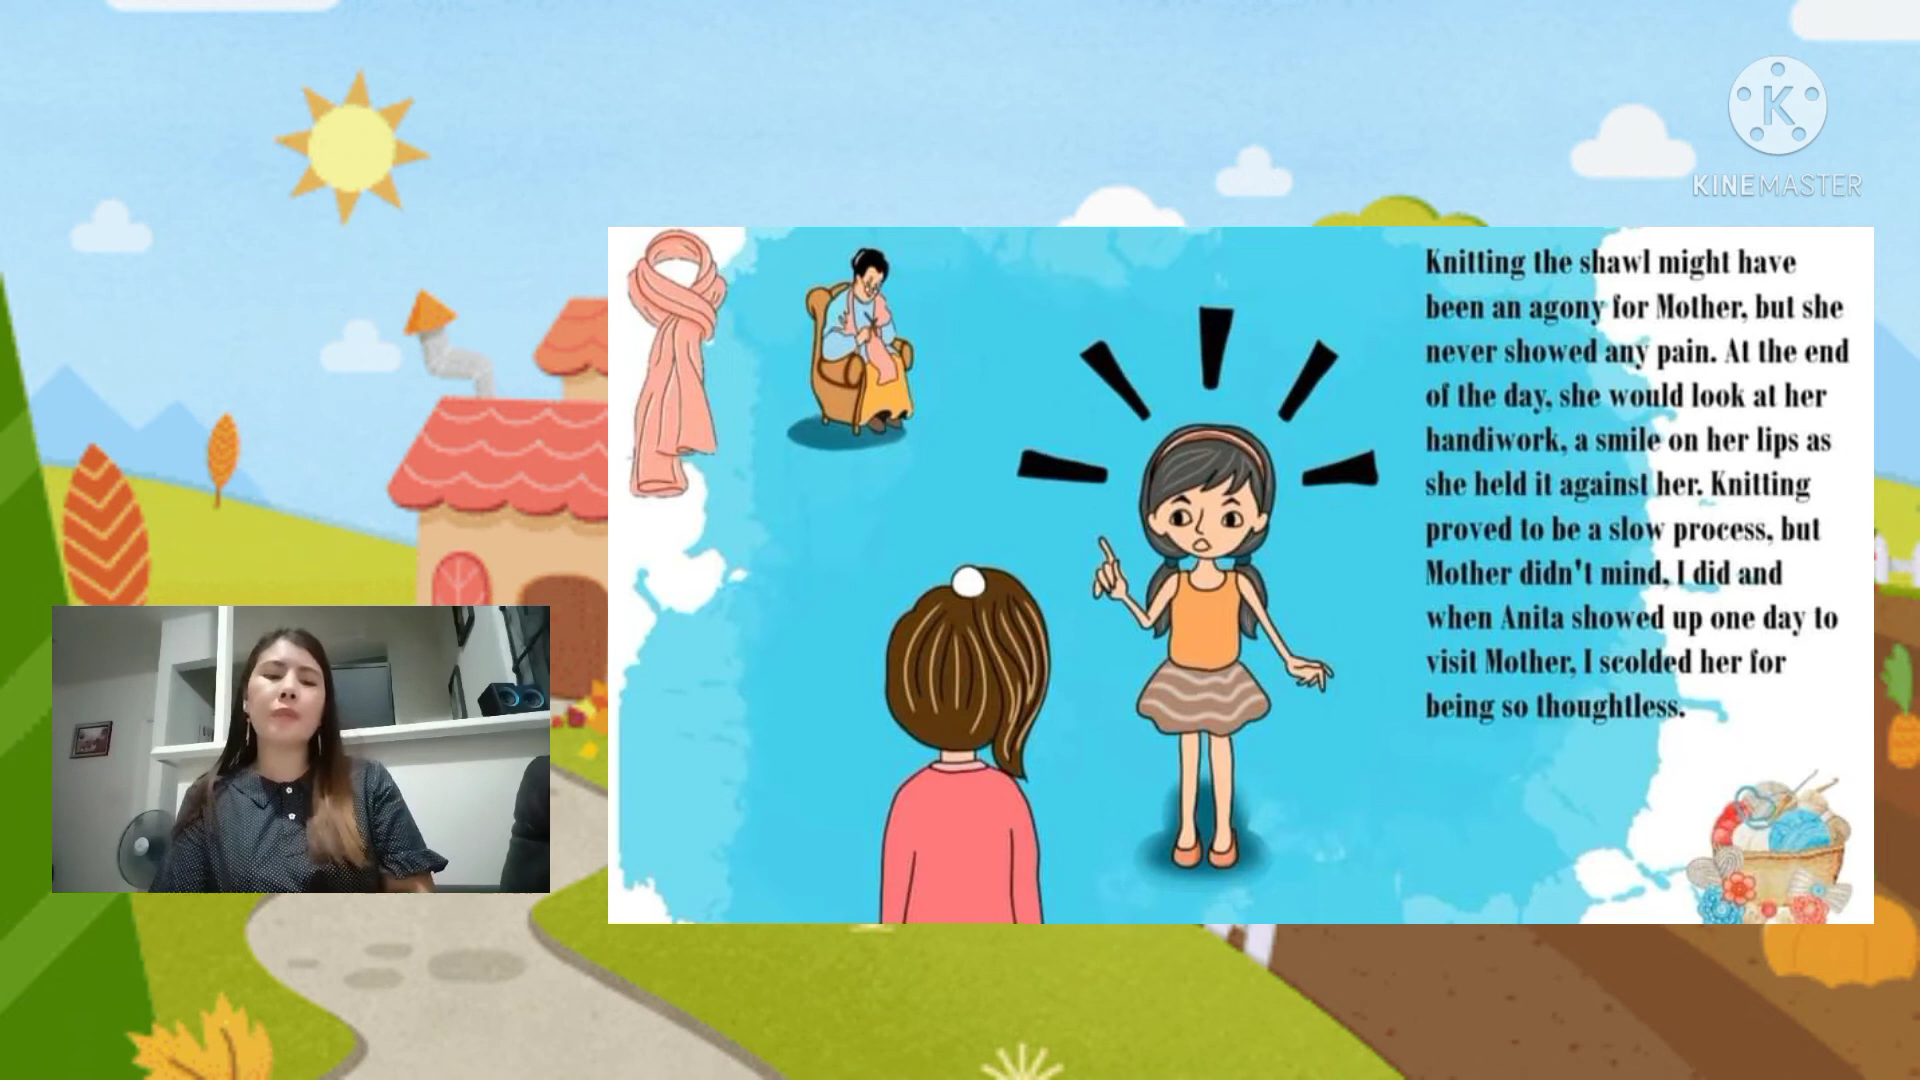 KINEMASTER
Knitting the shawl might have
been an agony for Mother, but she
never showed any pain. At the end
of the day, she would look at her
handiwork, a smile on her lips as
she held it against her. Knitting
proved to be a slow process, but
Mother didn't mind, I did and
when Anita showed up one day to
visit Mother, I scolded her for
being so thoughtless.